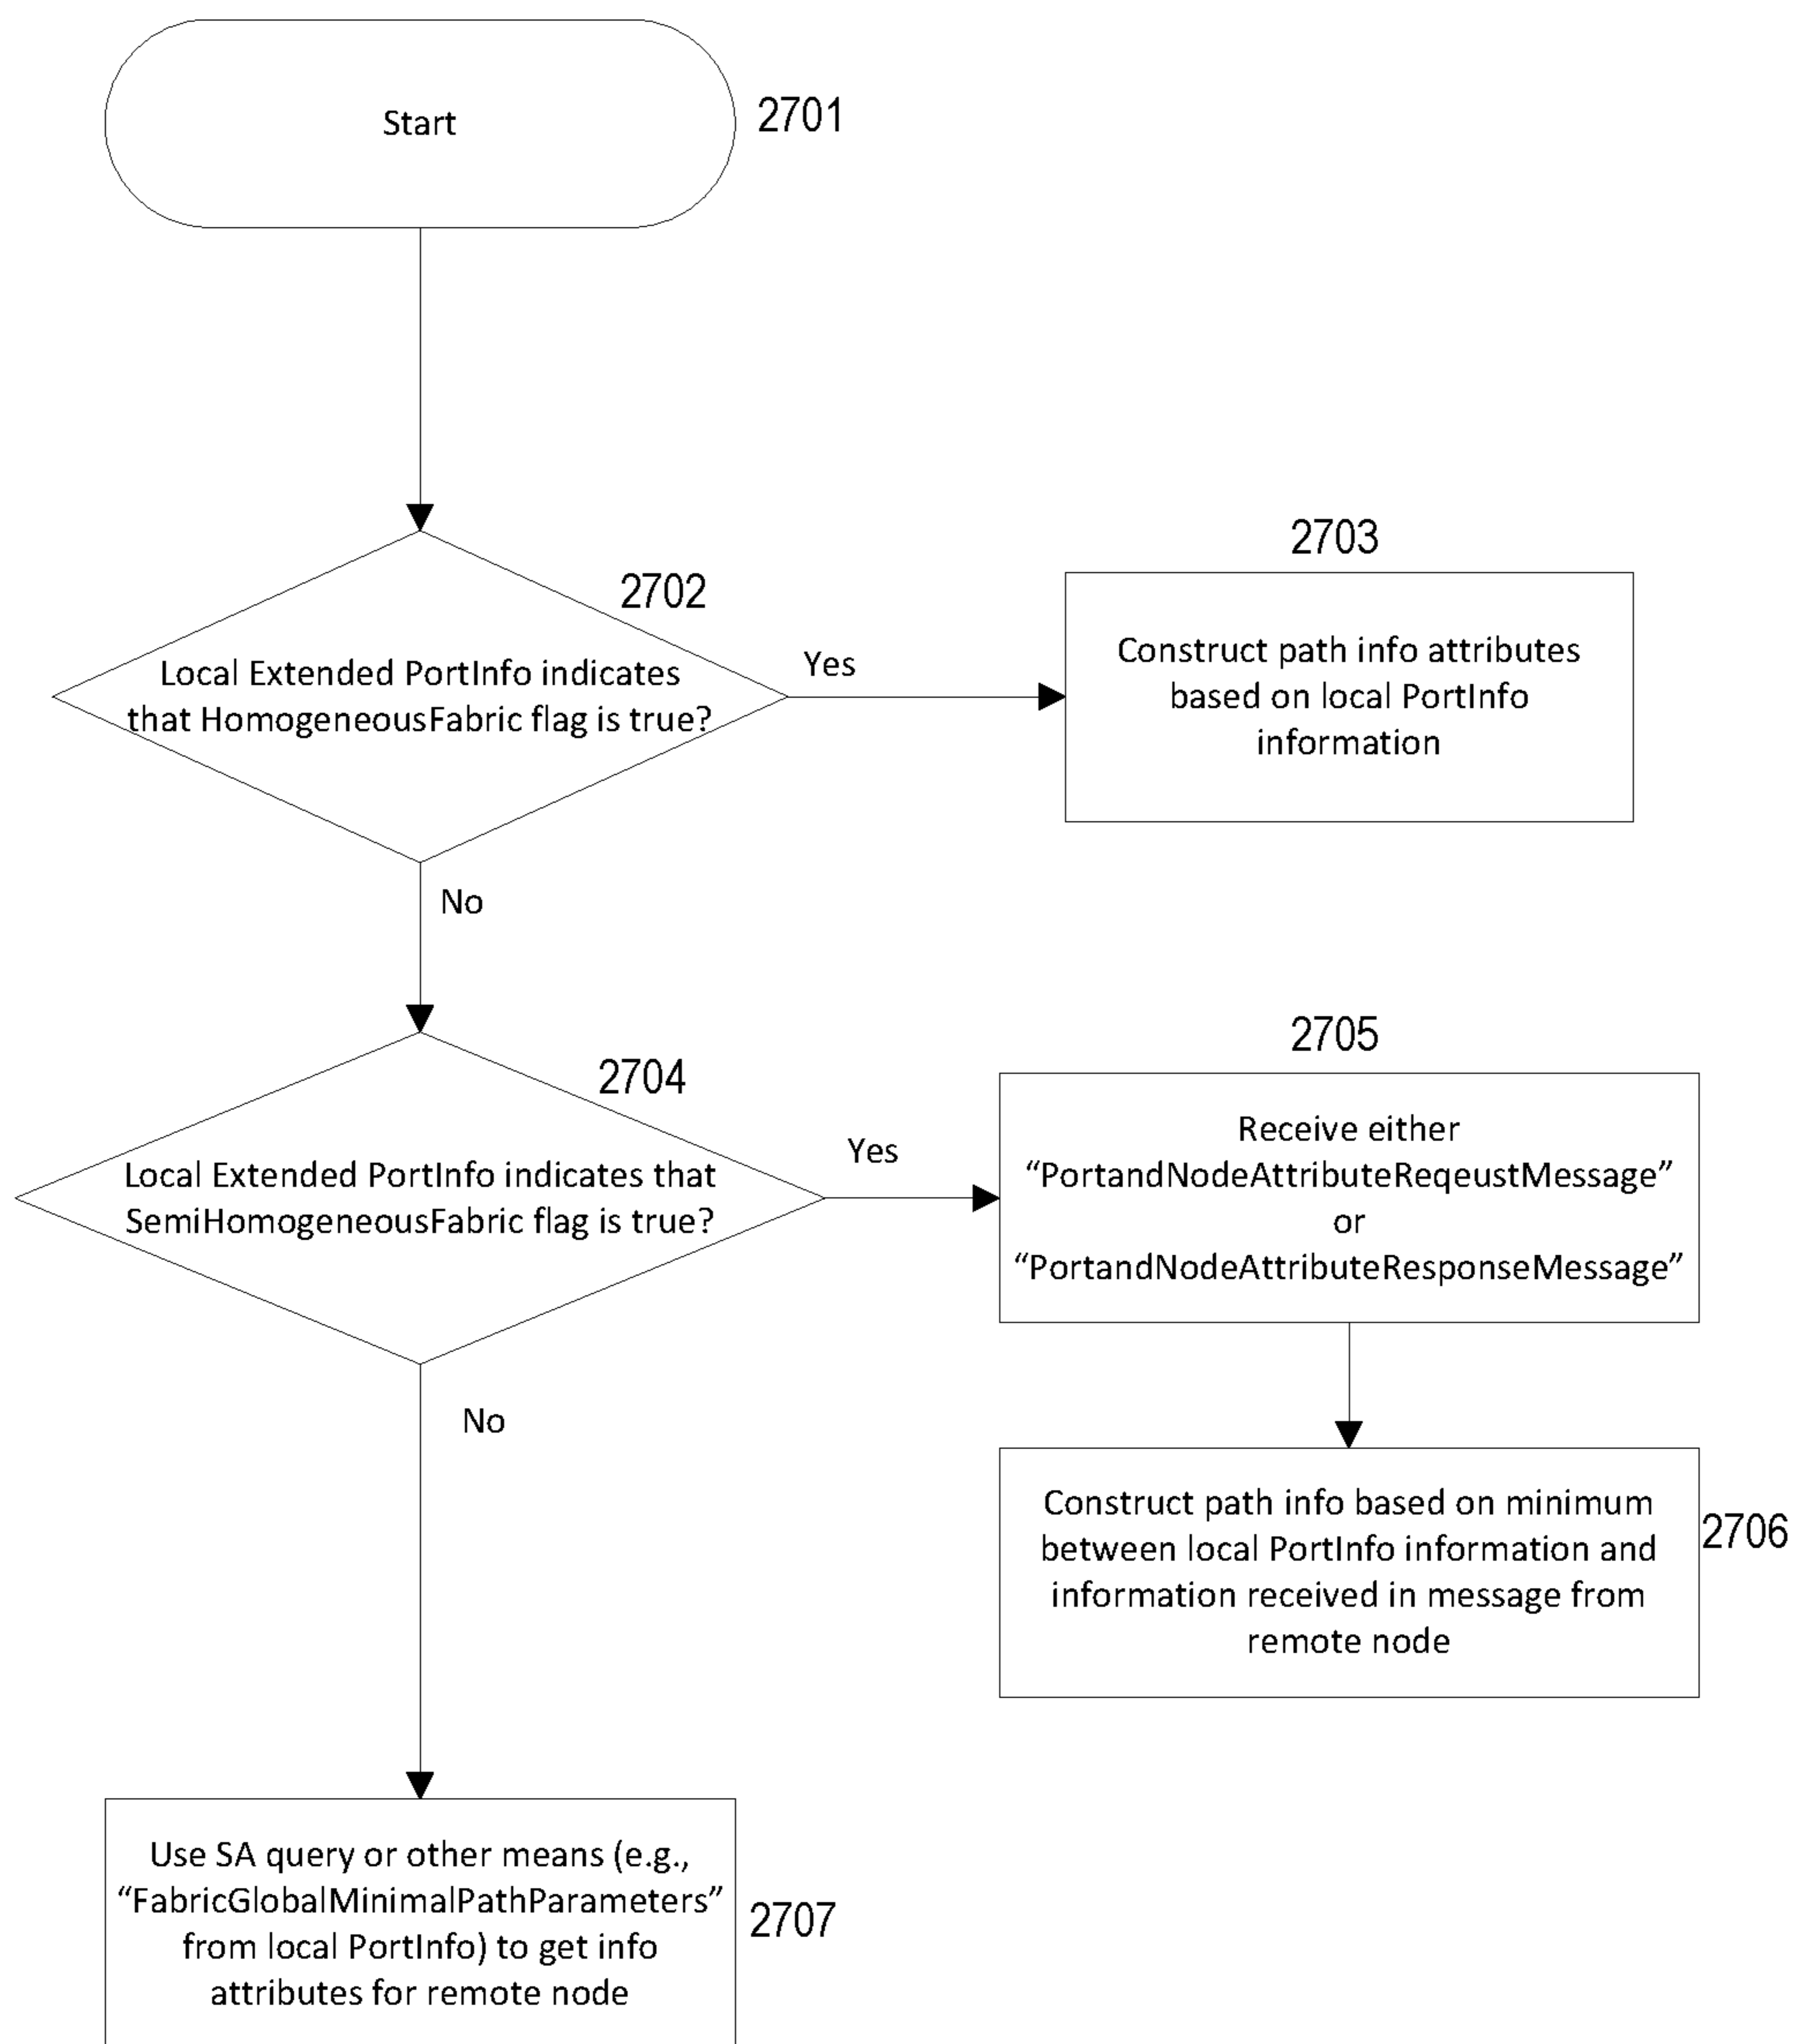 Start
2701
2702
Local Extended PortInfo indicates
that HomogeneousFabric flag is true?
Yes
2703
Construct path info attributes
based on local PortInfo
information
No
2704
Local Extended PortInfo indicates that
SemiHomogeneousFabric flag is true?
Yes
2705
Receive either
“PortandNodeAttributeReqeustMessage”
or
“PortandNodeAttributeResponseMessage”
Construct path info based on minimum
between local PortInfo information and
information received in message from
remote node
2706
No
Use SA query or other means (e.g.,
“FabricGlobalMinimalPathParameters”
from local PortInfo) to get info
attributes for remote node
2707